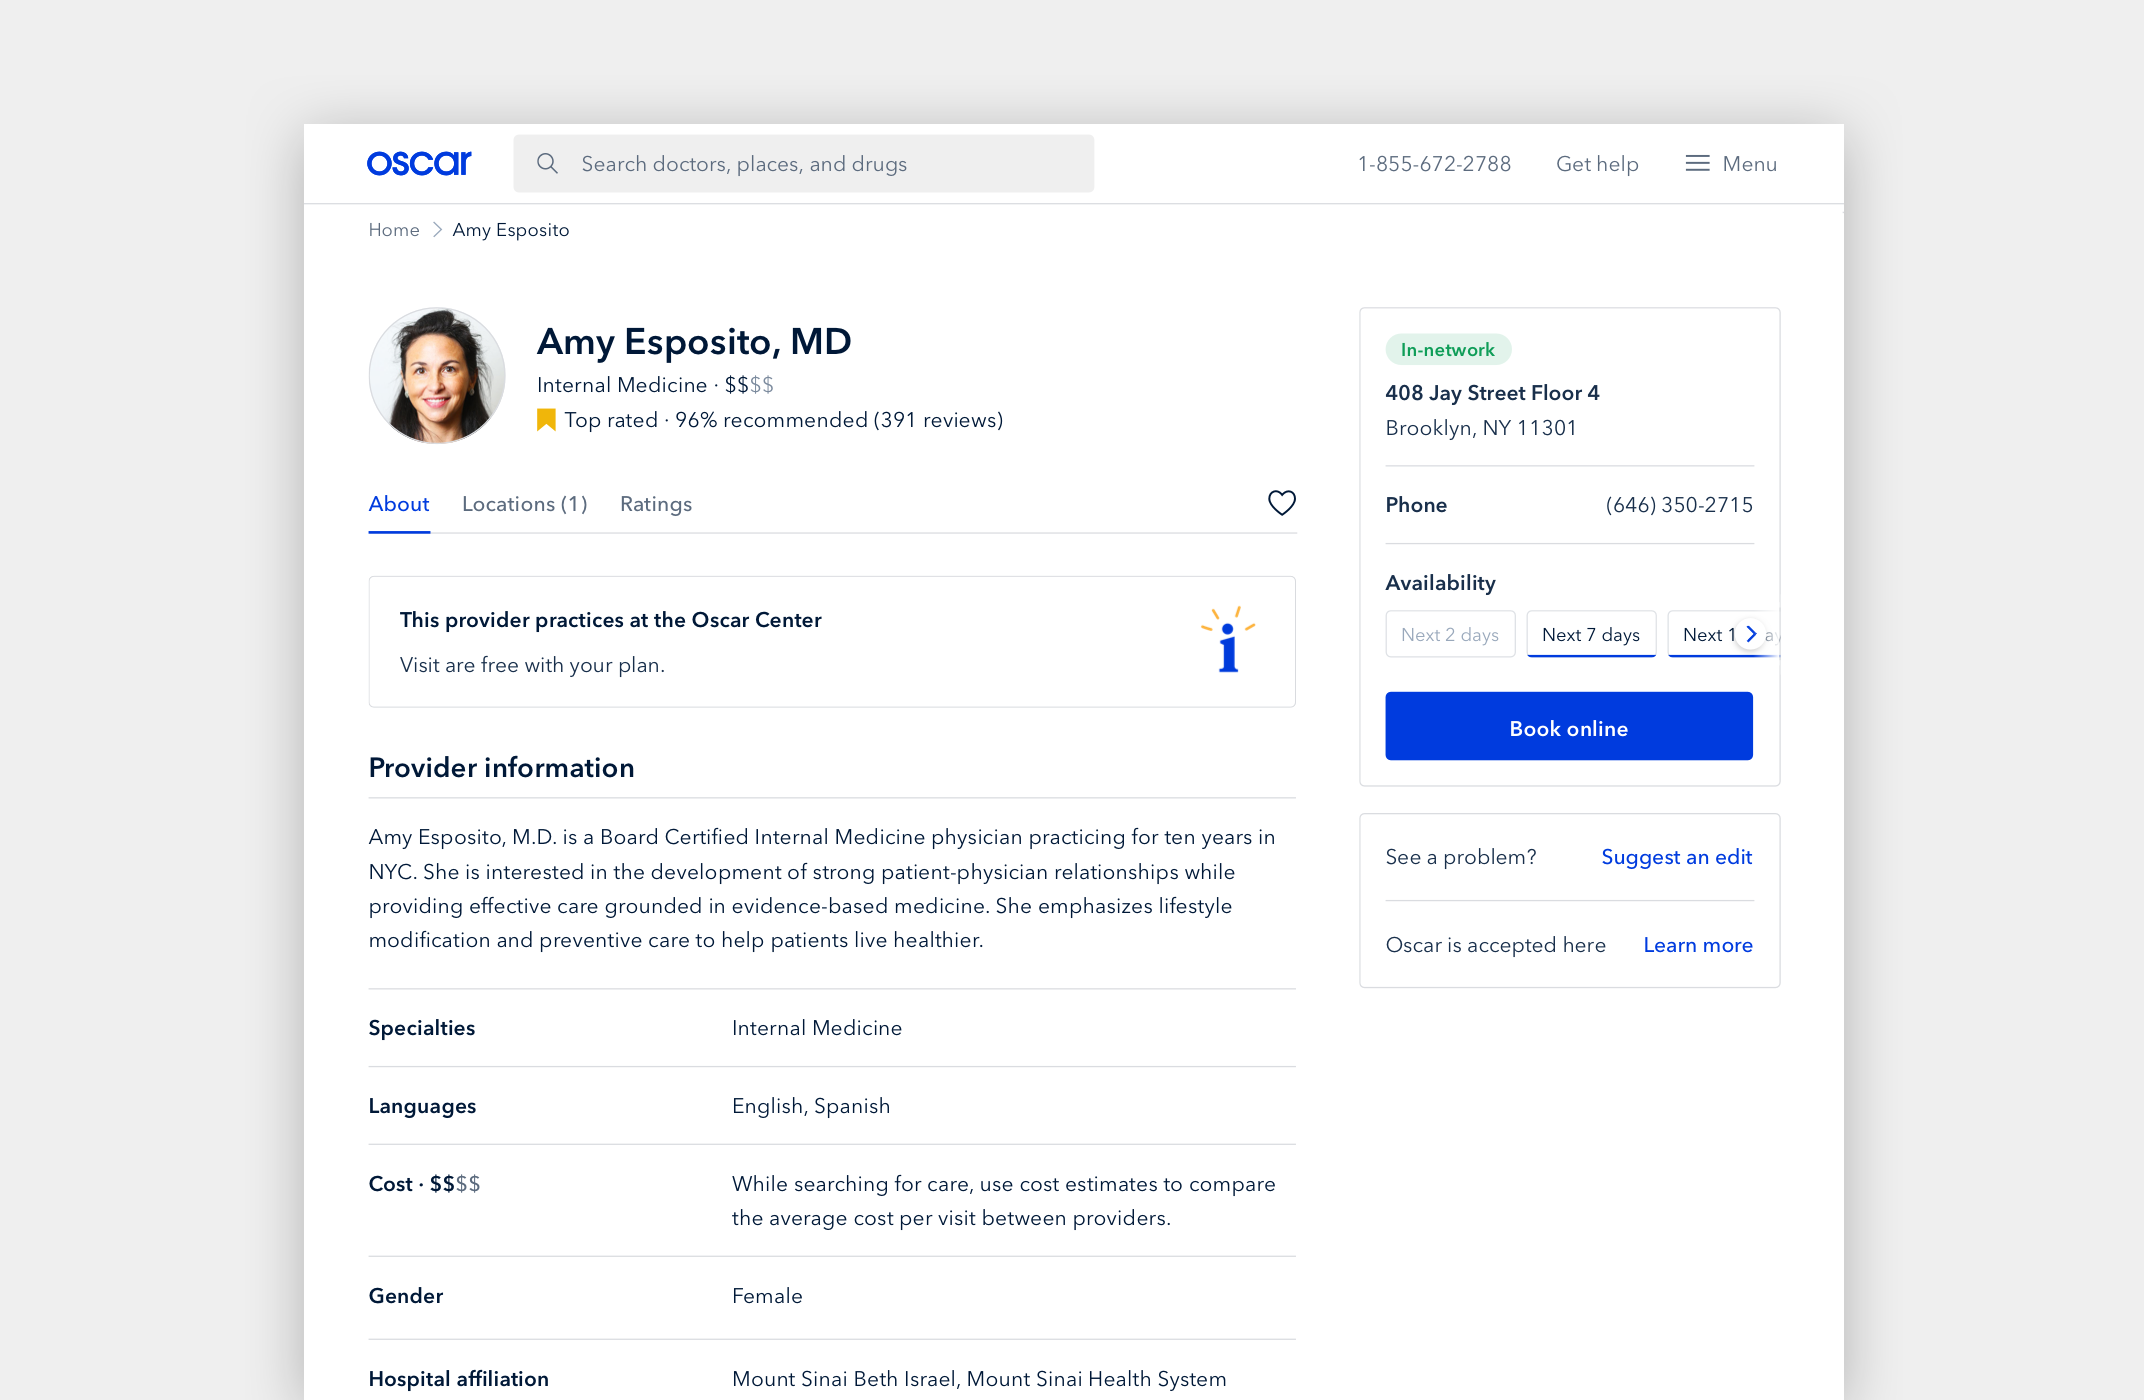 oscar
Search doctors, places, and drugs
1-855-672-2788
Get help
Menu
Home
Amy Esposito
Amy Esposito, MD
Internal Medicine · $$$$
Top rated · 96% recommended (391 reviews)
About
Locations (1)
Ratings
This provider practices at the Oscar Center
Visit are free with your plan.
Provider information
Amy Esposito, M.D. is a Board Certified Internal Medicine physician practicing for ten years in
NYC. She is interested in the development of strong patient-physician relationships while
providing effective care grounded in evidence-based medicine. She emphasizes lifestyle
modification and preventive care to help patients live healthier.
Specialties
Internal Medicine
Languages
English, Spanish
Cost · $$$$
While searching for care, use cost estimates to compare
the average cost per visit between providers.
Gender
Female
Hospital affiliation
Mount Sinai Beth Israel, Mount Sinai Health System
In-network
408 Jay Street Floor 4
Brooklyn, NY 11301
Phone
(646) 350-2715
Availability
Next 2 days
Next 7 days
Next
Book online
See a problem?
Suggest an edit
Oscar is accepted here
Learn more